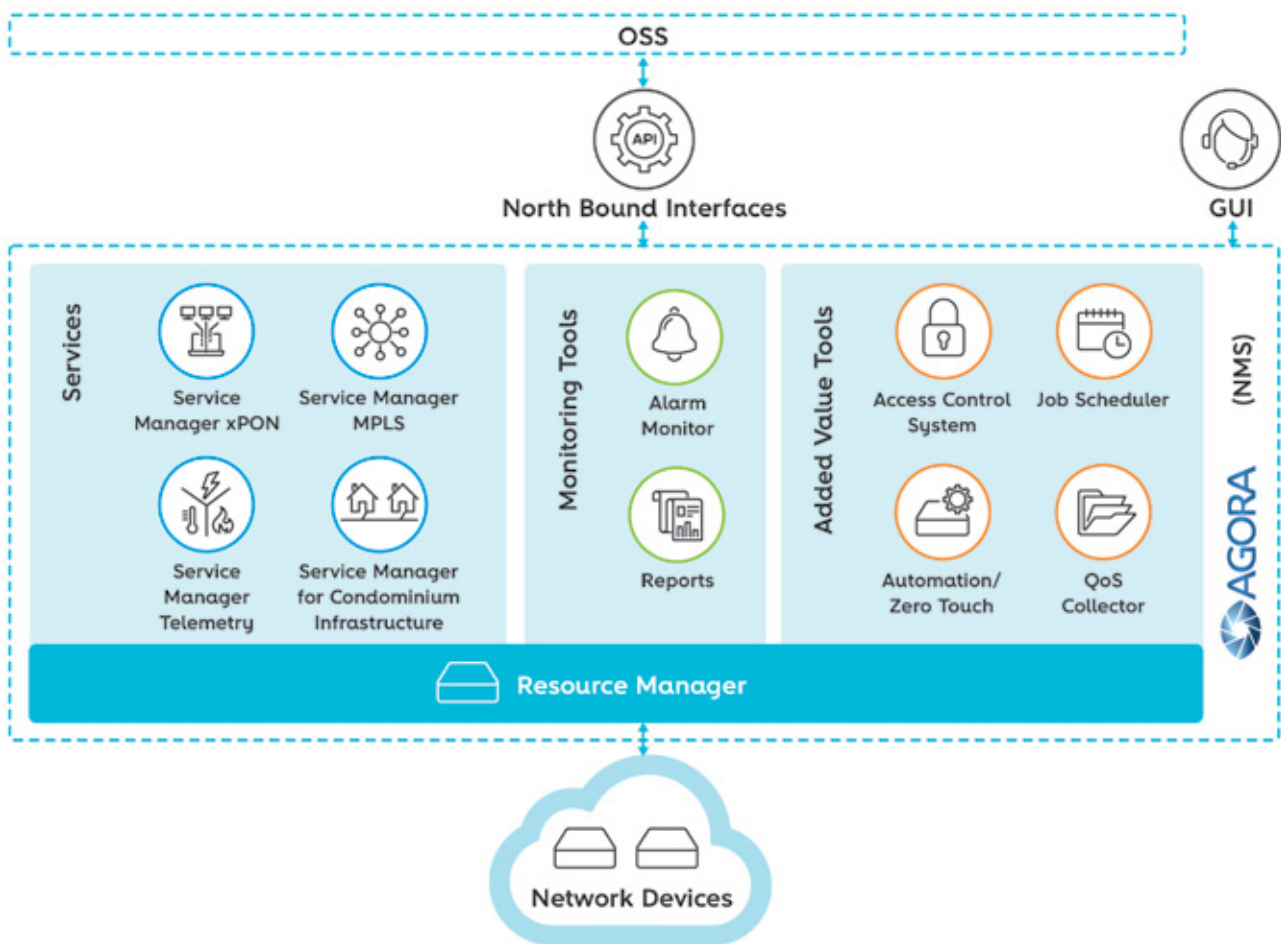 OSS
API
North Bound Interfaces
GUI
Services
Service
Manager xPON
Service Manager
MPLS
Service
Manager
Telemetry
Service Manager
for Condominium
Infrastructure
Monitoring Tools
Alarm
Monitor
Reports
Added Value Tools
Access Control
System
Job Scheduler
Automation/
Zero Touch
QoS
Collector
(NMS)
AGORA
Resource Manager
Network Devices